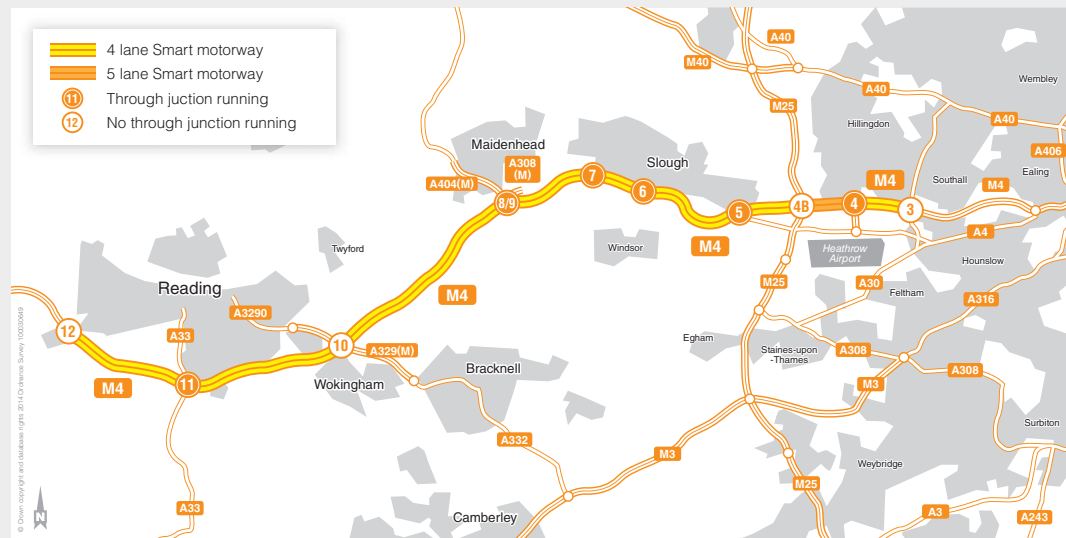 4 lane Smart motorway
5 lane Smart motorway
11 Through juction running
12 No through junction running
A40
M40
Wembley
A40
M25
A40
Hillingdon
Maidenhead
A406
A308
(M)
Slough
Ealing
A404(M)
7
M4
Southall
M4
6
8/9
4
5
4B
3
A4
Twyford
Windsor
M4
Heathrow
Airport
Hounslow
M25
A30
Feltham
Reading
M4
A316
A3290
12
A33
Egham
10
A329(M)
Staines-upon
-Thames
A308
Bracknell
A308
11
M4
Wokingham
M3
Surbiton
A332
M3
Weybridge
M25
A33
Camberley
A3
A243
N
© Crown copyright and database rights 2014 Ordnance Survey 100030649